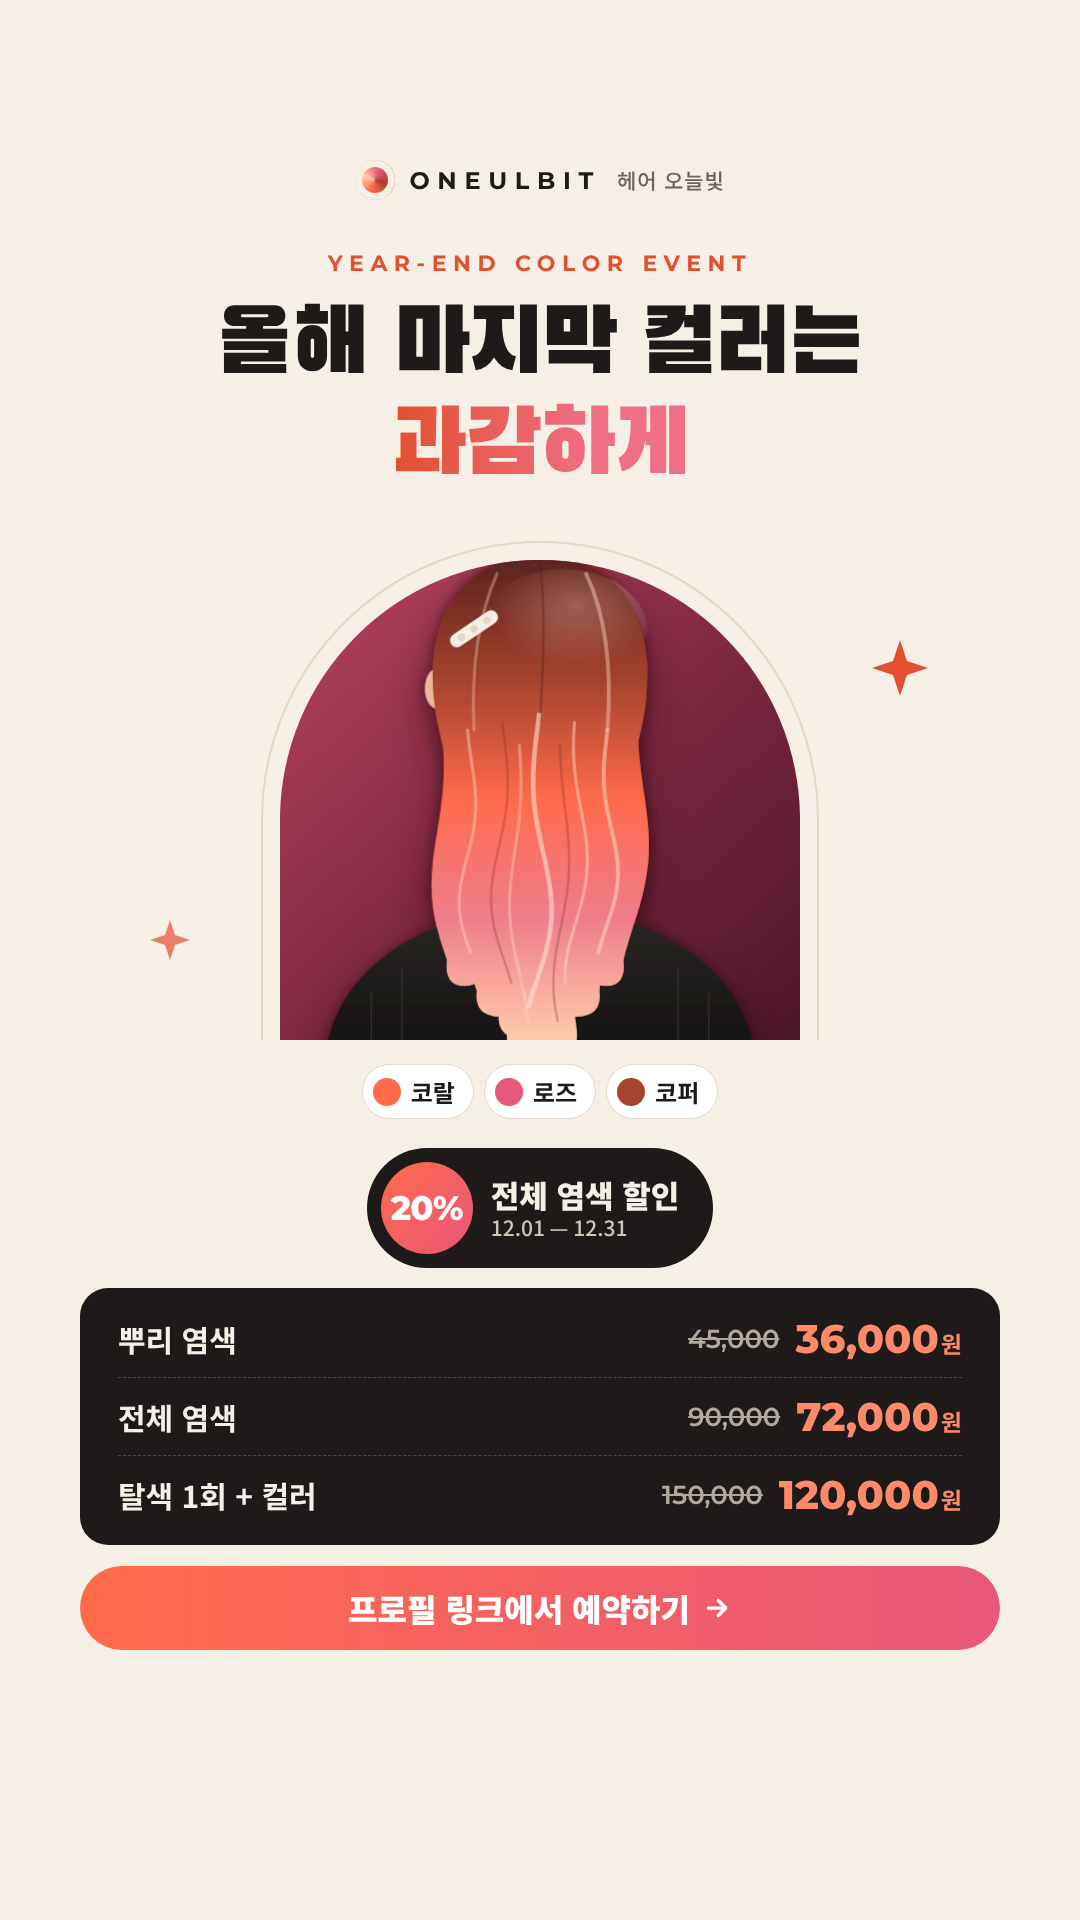 ONEULBIT 헤어 오늘빛
YEAR-END COLOR EVENT
올해 마지막 컬러는
과감하게
코랄 로즈 코퍼
20% 전체 염색 할인
12.01 — 12.31
뿌리 염색 45,000 36,000원
전체 염색 90,000 72,000원
탈색 1회 + 컬러 150,000 120,000원
프로필 링크에서 예약하기 →